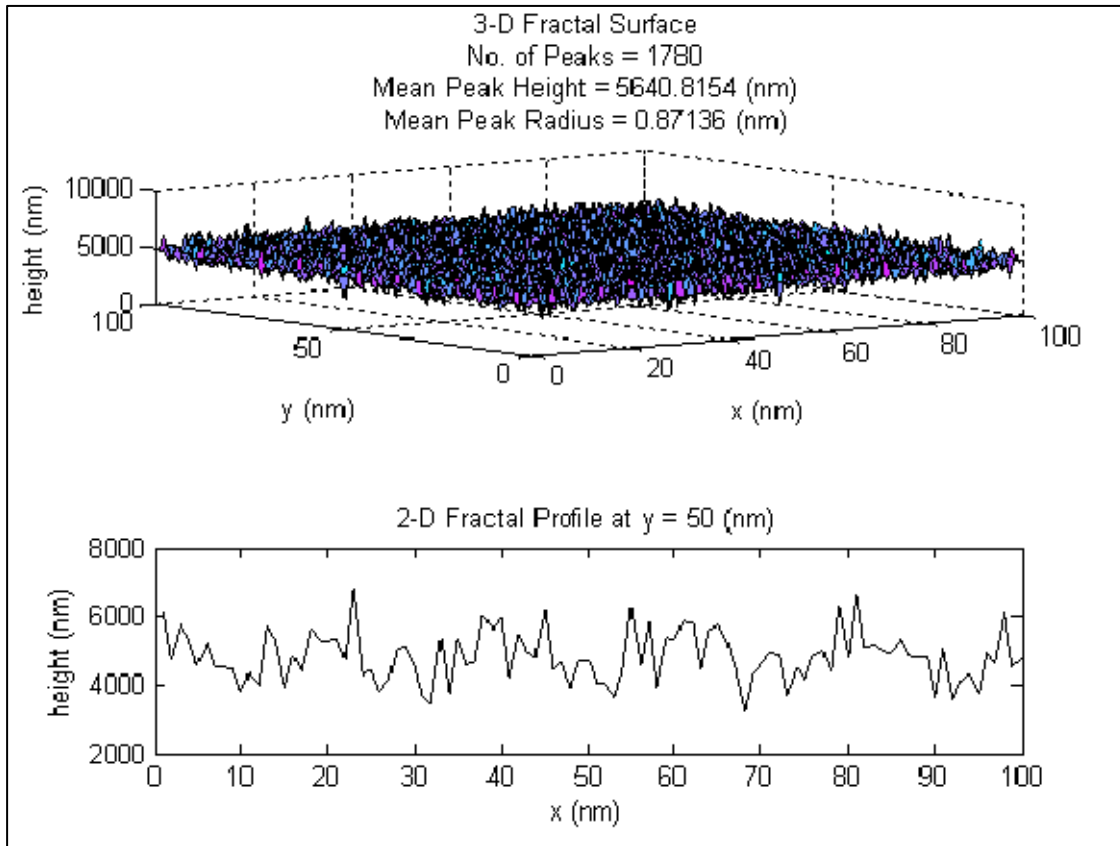 3-D Fractal Surface
No. of Peaks = 1780
Mean Peak Height = 5640.8154 (nm)
Mean Peak Radius = 0.87136 (nm)
10000
5000
0
height (nm)
100
50
0
y (nm)
0
20
40
60
80
100
x (nm)
2-D Fractal Profile at y = 50 (nm)
8000
6000
4000
2000
height (nm)
0 10 20 30 40 50 60 70 80 90 100
x (nm)